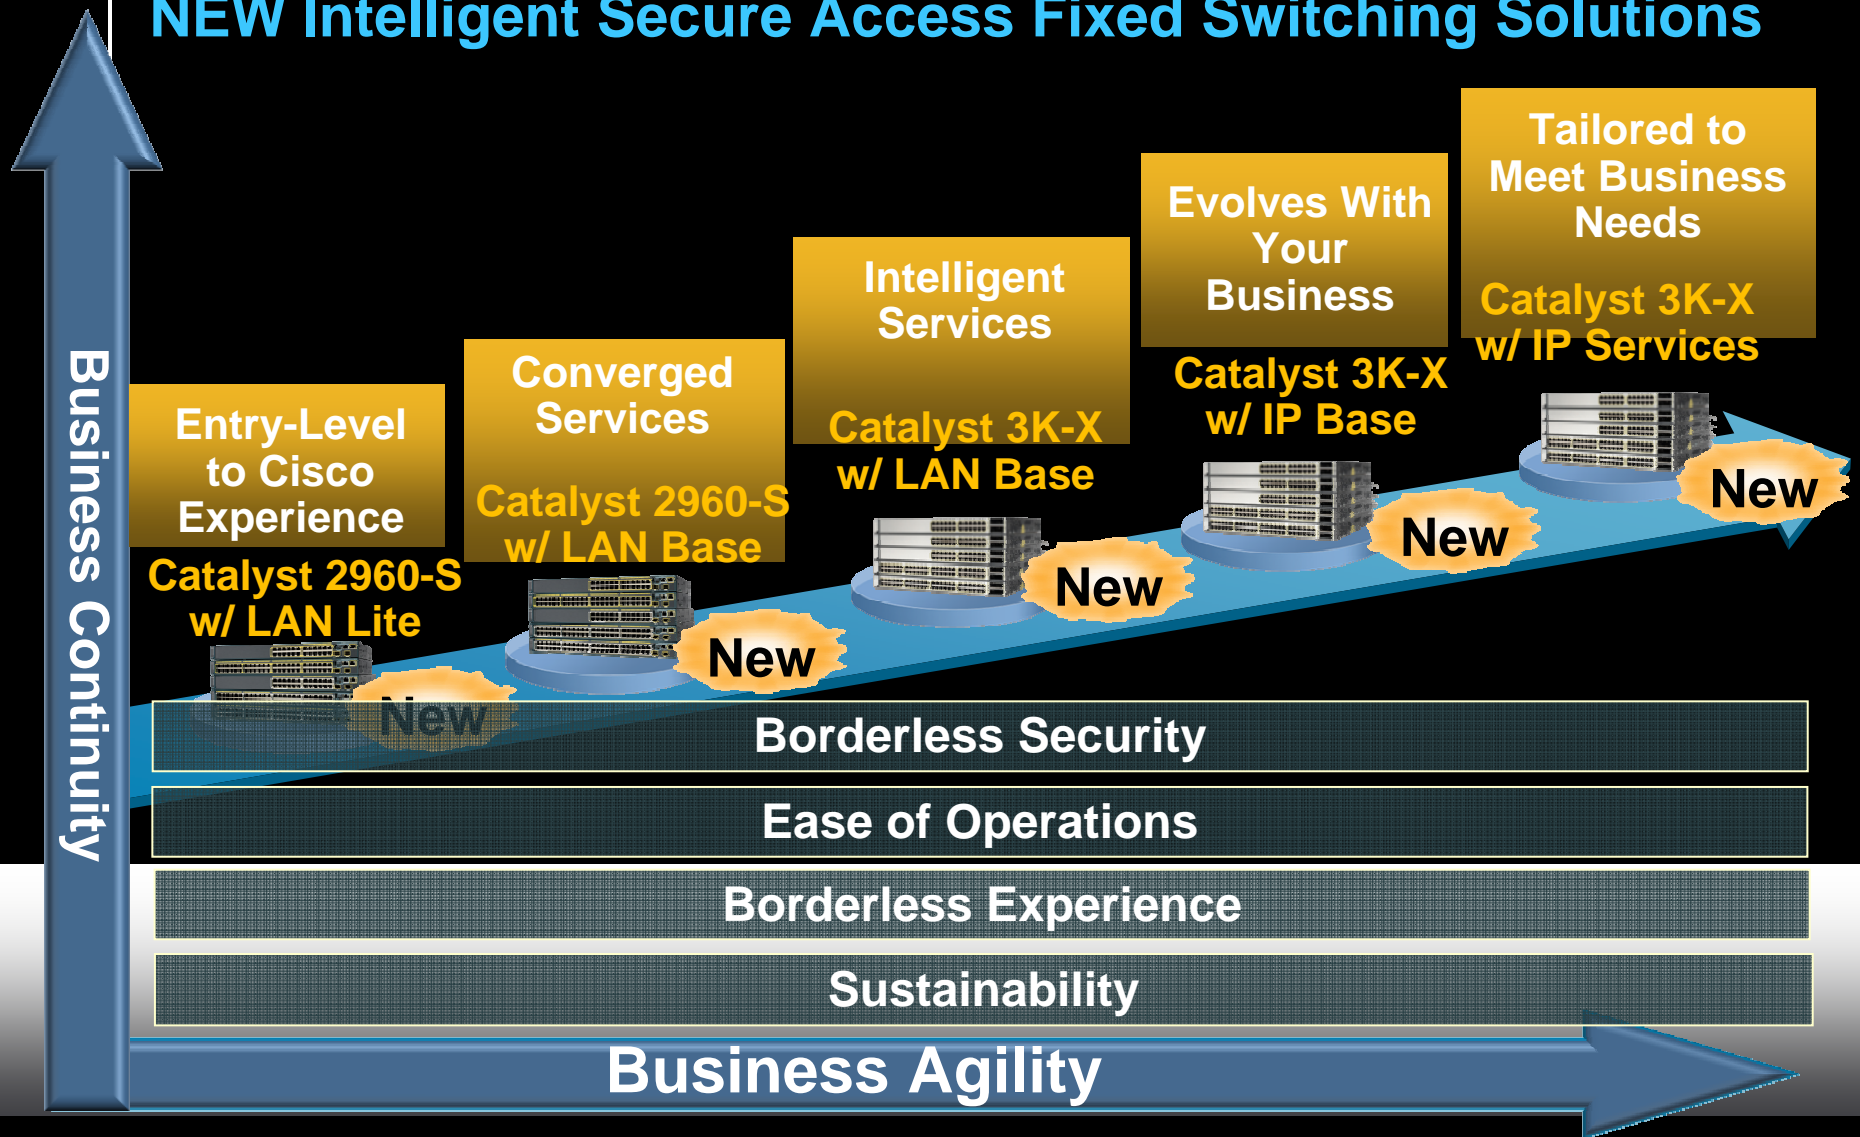 NEW Intelligent Secure Access Fixed Switching Solutions
Business Continuity
Entry-Level
to Cisco
Experience
Catalyst 2960-S
w/ LAN Lite
New
Converged
Services
Catalyst 2960-S
w/ LAN Base
New
Intelligent
Services
Catalyst 3K-X
w/ LAN Base
New
Evolves With
Your
Business
Catalyst 3K-X
w/ IP Base
New
Tailored to
Meet Business
Needs
Catalyst 3K-X
w/ IP Services
New
Borderless Security
Ease of Operations
Borderless Experience
Sustainability
Business Agility